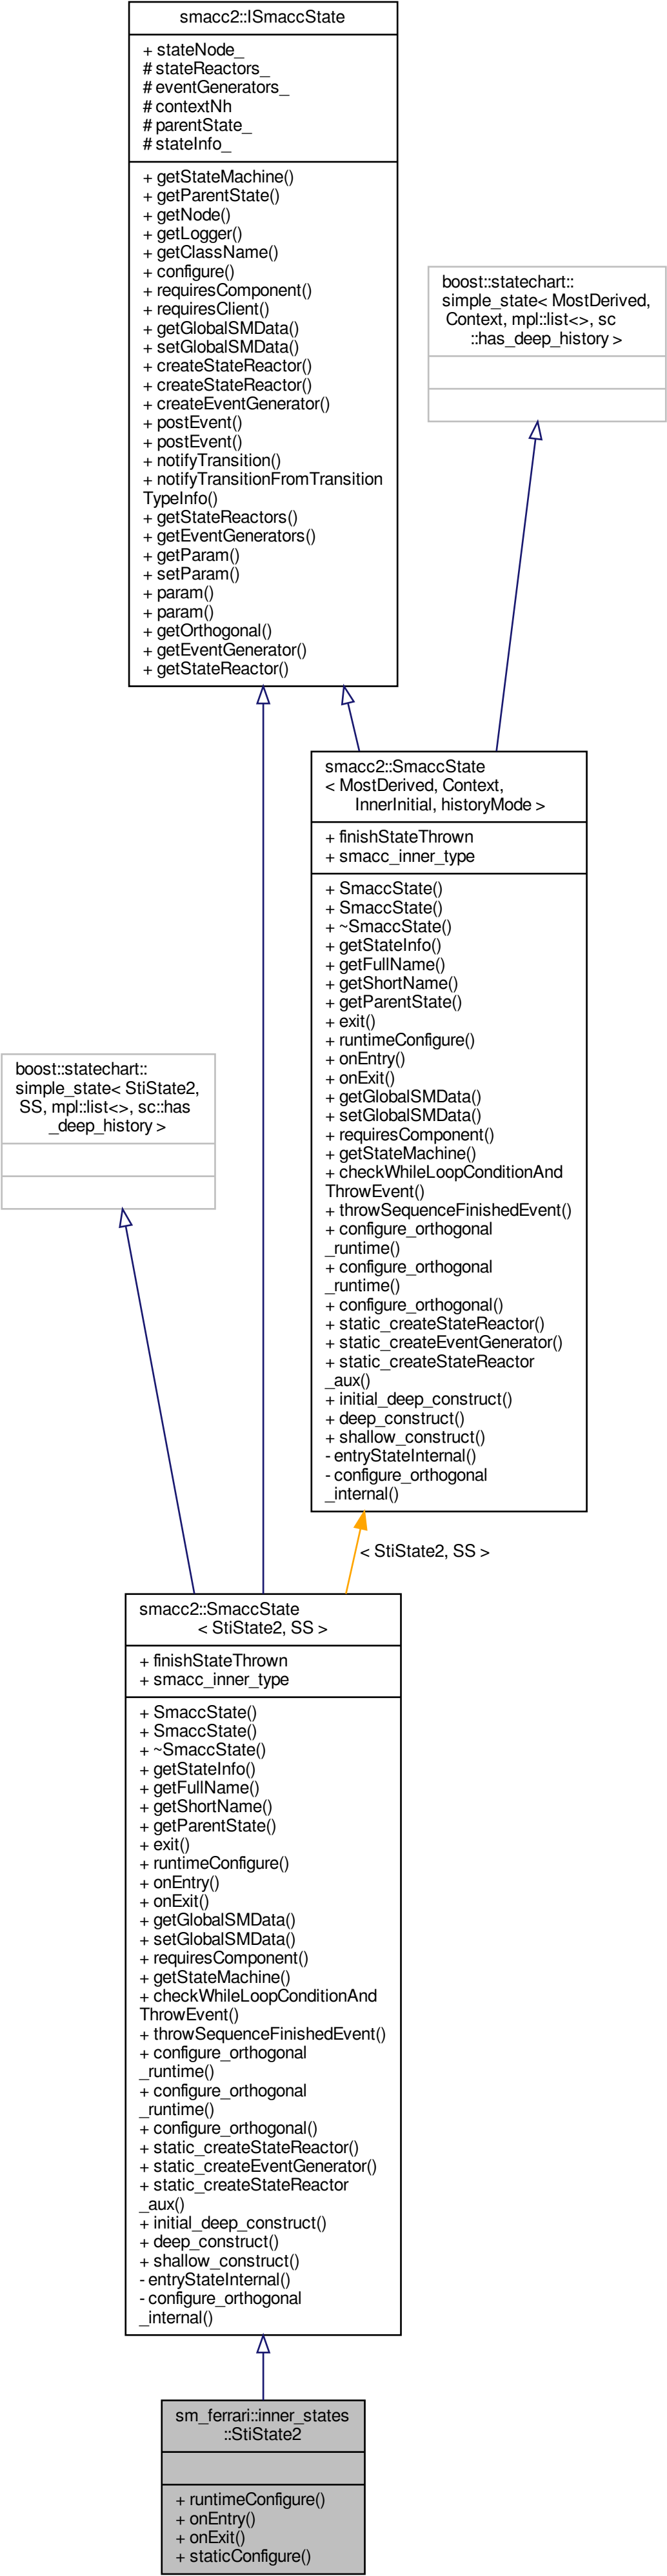 smacc2::ISmaccState
+ stateNode_
# stateReactors_
# eventGenerators_
# contextNh
# parentState_
# stateInfo_
+ getStateMachine()
+ getParentState()
+ getNode()
+ getLogger()
+ getClassName()
+ configure()
+ requiresComponent()
+ requiresClient()
+ getGlobalSMData()
+ setGlobalSMData()
+ createStateReactor()
+ createStateReactor()
+ createEventGenerator()
+ postEvent()
+ postEvent()
+ notifyTransition()
+ notifyTransitionFromTransition
TypeInfo()
+ getStateReactors()
+ getEventGenerators()
+ getParam()
+ setParam()
+ param()
+ param()
+ getOrthogonal()
+ getEventGenerator()
+ getStateReactor()
boost::statechart::
simple_state< MostDerived,
Context, mpl::list<>, sc
::has_deep_history >
smacc2::SmaccState
< MostDerived, Context,
InnerInitial, historyMode >
+ finishStateThrown
+ smacc_inner_type
+ SmaccState()
+ SmaccState()
+ ~SmaccState()
+ getStateInfo()
+ getFullName()
+ getShortName()
+ getParentState()
+ exit()
+ runtimeConfigure()
+ onEntry()
+ onExit()
+ getGlobalSMData()
+ setGlobalSMData()
+ requiresComponent()
+ getStateMachine()
+ checkWhileLoopConditionAnd
ThrowEvent()
+ throwSequenceFinishedEvent()
+ configure_orthogonal
_runtime()
+ configure_orthogonal
_runtime()
+ configure_orthogonal()
+ static_createStateReactor()
+ static_createEventGenerator()
+ static_createStateReactor
_aux()
+ initial_deep_construct()
+ deep_construct()
+ shallow_construct()
- entryStateInternal()
- configure_orthogonal
_internal()
boost::statechart::
simple_state< StiState2,
SS, mpl::list<>, sc::has
_deep_history >
< StiState2, SS >
smacc2::SmaccState
< StiState2, SS >
+ finishStateThrown
+ smacc_inner_type
+ SmaccState()
+ SmaccState()
+ ~SmaccState()
+ getStateInfo()
+ getFullName()
+ getShortName()
+ getParentState()
+ exit()
+ runtimeConfigure()
+ onEntry()
+ onExit()
+ getGlobalSMData()
+ setGlobalSMData()
+ requiresComponent()
+ getStateMachine()
+ checkWhileLoopConditionAnd
ThrowEvent()
+ throwSequenceFinishedEvent()
+ configure_orthogonal
_runtime()
+ configure_orthogonal
_runtime()
+ configure_orthogonal()
+ static_createStateReactor()
+ static_createEventGenerator()
+ static_createStateReactor
_aux()
+ initial_deep_construct()
+ deep_construct()
+ shallow_construct()
- entryStateInternal()
- configure_orthogonal
_internal()
sm_ferrari::inner_states
::StiState2
+ runtimeConfigure()
+ onEntry()
+ onExit()
+ staticConfigure()